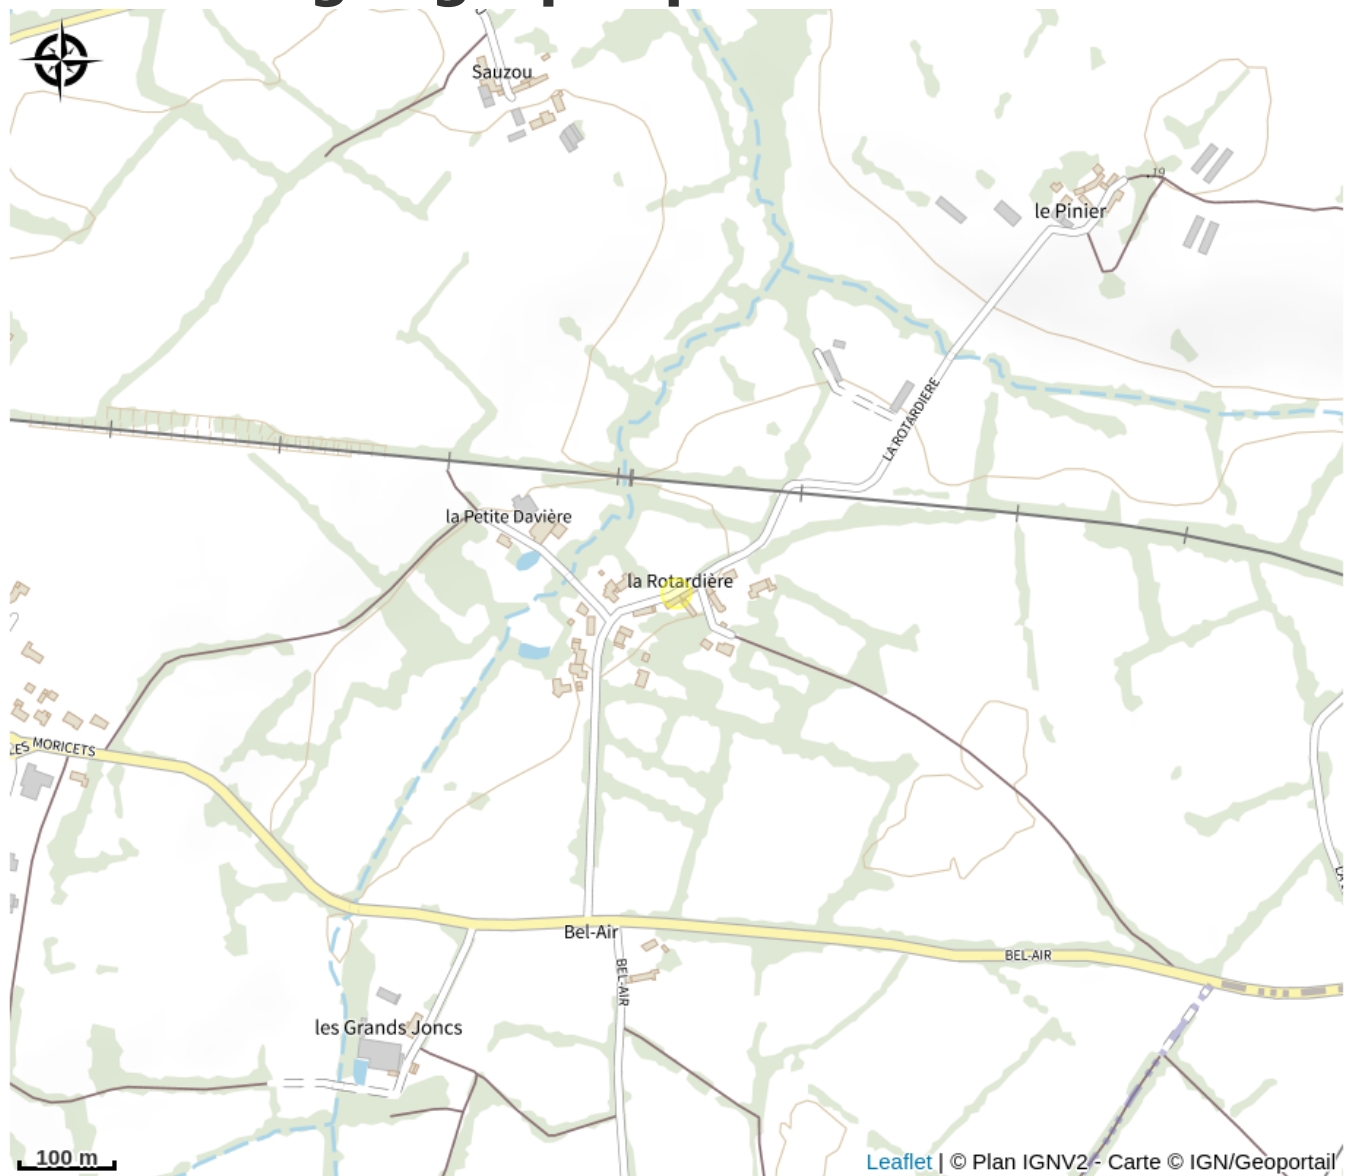 Sauzou
19
le Pinier
LA ROTARDIERE
la Petite Davière
la Rotardière
LES MORICETS
Bel-Air
BEL-AIR
BEL-AIR
les Grands Joncs
100 m
Leaflet | © Plan IGNV2 - Carte © IGN/Geoportail